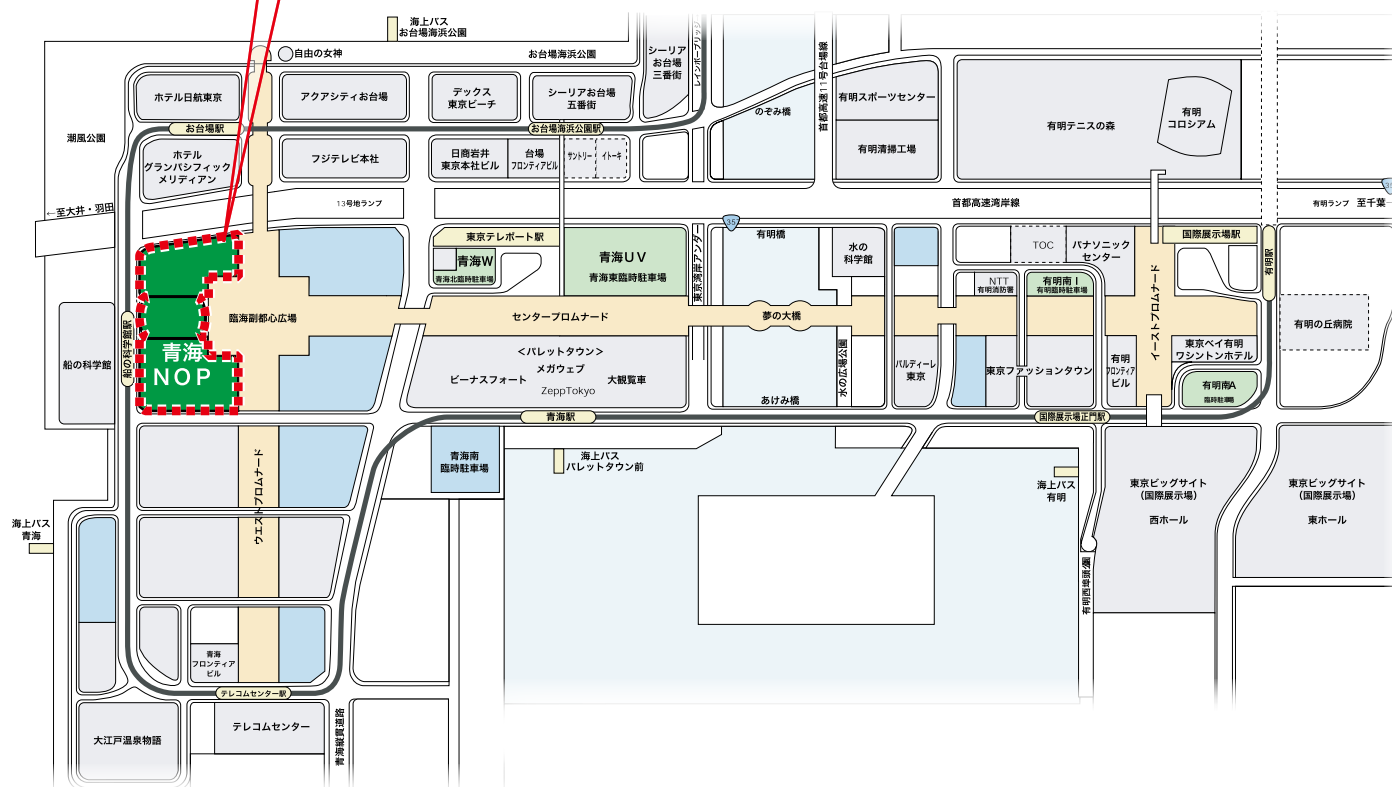 海上バス
お台場海浜公園
自由の女神
お台場海浜公園
シーリア
お台場
三番街
レインボーブリッジ
首都高速11号台場線
ホテル日航東京
アクアシティお台場
デックス
東京ビーチ
シーリアお台場
五番街
のぞみ橋
有明スポーツセンター
有明テニスの森
有明
コロシアム
お台場駅
お台場海浜公園駅
潮風公園
ホテル
グランパシフィック
メリディアン
フジテレビ本社
日商岩井
東京本社ビル
台場
フロンティアビル
サントリー
イトーキ
有明清掃工場
←至大井・羽田
13号地ランプ
首都高速湾岸線
有明ランプ
至千葉
35
35
東京テレポート駅
青海W
青海北臨時駐車場
青海UV
青海東臨時駐車場
東京湾岸アンダー
有明橋
水の
科学館
TOC
パナソニック
センター
国際展示場駅
有明駅
NTT
有明消防署
有明南I
有明臨時駐車場
イーストプロムナード
臨海副都心広場
センタープロムナード
夢の大橋
有明の丘病院
船の科学館
船の科学館駅
青海
NOP
<パレットタウン>
メガウェブ
ビーナスフォート
大観覧車
ZeppTokyo
あけみ橋
水の広場公園
パルディーレ
東京
東京ファッションタウン
有明
フロンティア
ビル
東京ベイ有明
ワシントンホテル
有明南A
臨時駐車場
青海駅
国際展示場正門駅
ウエストプロムナード
青海南
臨時駐車場
海上バス
パレットタウン前
海上バス
有明
東京ビッグサイト
(国際展示場)
西ホール
東京ビッグサイト
(国際展示場)
東ホール
海上バス
青海
有明西埠頭公園
青海
フロンティア
ビル
テレコムセンター駅
大江戸温泉物語
テレコムセンター
青海縦貫道路